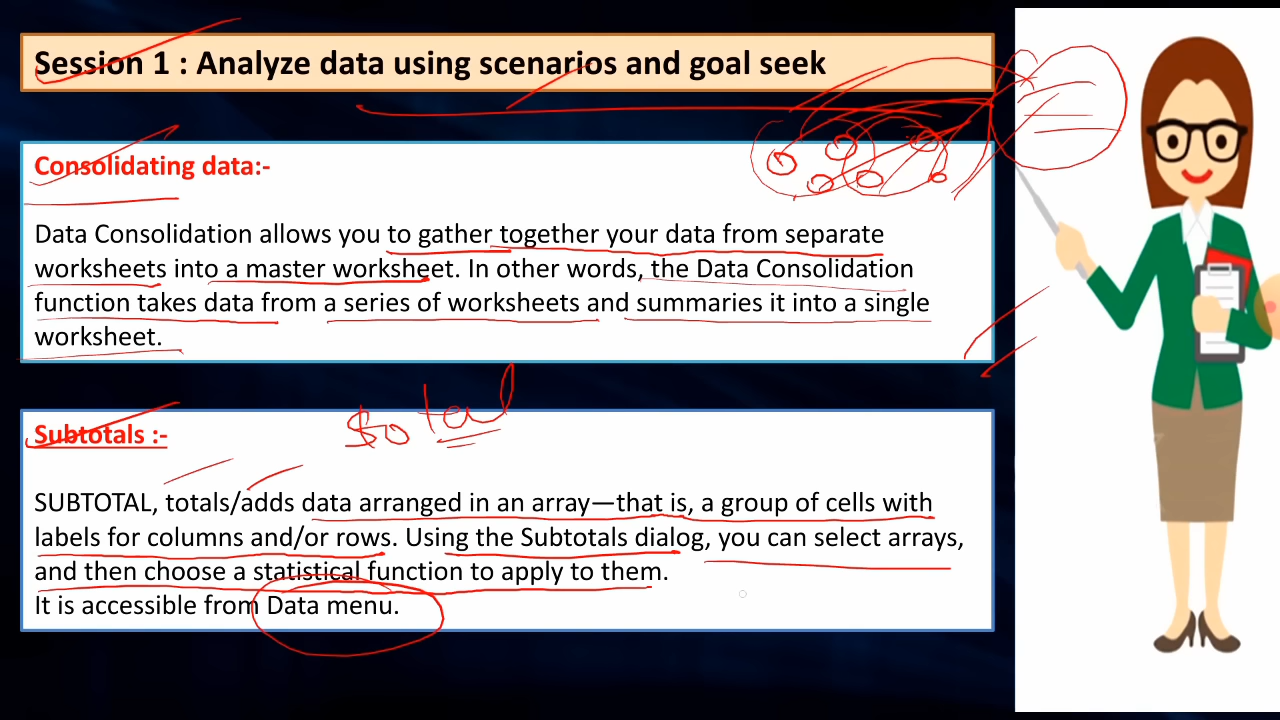 Session 1 : Analyze data using scenarios and goal seek
Consolidating data:-
Data Consolidation allows you to gather together your data from separate
worksheets into a master worksheet. In other words, the Data Consolidation
function takes data from a series of worksheets and summaries it into a single
worksheet.
Subtotals :-
SUBTOTAL, totals/adds data arranged in an array—that is, a group of cells with
labels for columns and/or rows. Using the Subtotals dialog, you can select arrays,
and then choose a statistical function to apply to them.
It is accessible from Data menu.